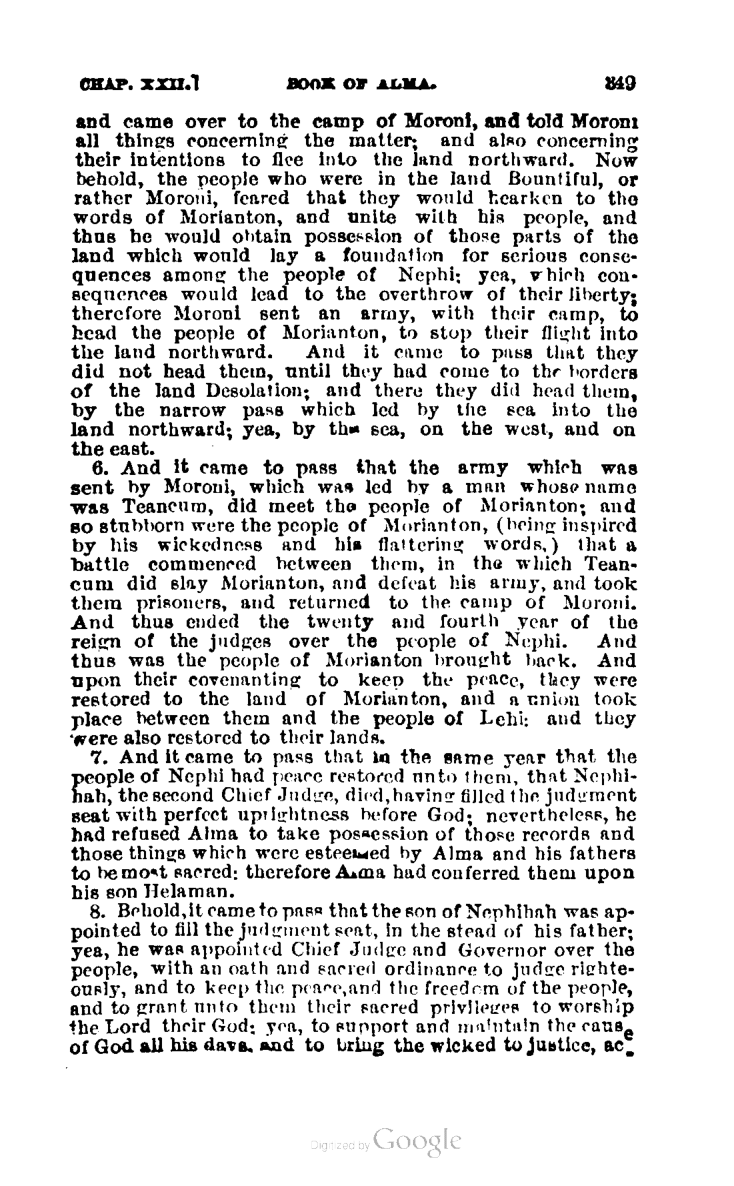 CHAP. XXII.] BOOK OF ALMA. 349
and came over to the camp of Moroni, and told Moroni
all things concerning the matter; and also concerning
their intentions to flee into the land northward. Now
behold, the people who were in the land Bountiful, or
rather Moroni, feared that they would hearken to the
words of Morianton, and unite with his people, and
thus he would obtain possession of those parts of the
land which would lay a foundation for serious conse-
quences among the people of Nephi; yea, which con-
sequences would lead to the overthrow of their liberty;
therefore Moroni sent an army, with their camp, to
head the people of Morianton, to stop their flight into
the land northward. And it came to pass that they
did not head them, until they had come to the borders
of the land Desolation; and there they did head them,
by the narrow pass which led by the sea into the
land northward; yea, by the sea, on the west, and on
the east.
6. And it came to pass that the army which was
sent by Moroni, which was led by a man whose name
was Teancum, did meet the people of Morianton; and
so stubborn were the people of Morianton, (being inspired
by his wickedness and his flattering words,) that a
battle commenced between them, in the which Tean-
cum did slay Morianton, and defeat his army, and took
them prisoners, and returned to the camp of Moroni.
And thus ended the twenty and fourth year of the
reign of the judges over the people of Nephi. And
thus was the people of Morianton brought back. And
upon their covenanting to keep the peace, they were
restored to the land of Morianton, and a union took
place between them and the people of Lehi: and they
were also restored to their lands.
7. And it came to pass that in the same year that the
people of Nephi had peace restored unto them, that Nephi-
hah, the second Chief Judge, died, having filled the judgment
seat with perfect uprightness before God; nevertheless, he
had refused Alma to take possession of those records and
those things which were esteemed by Alma and his fathers
to be most sacred; therefore Alma had conferred them upon
his son Helaman.
8. Behold, it came to pass that the son of Nephihah was ap-
pointed to fill the judgment seat, in the stead of his father;
yea, he was appointed Chief Judge and Governor over the
people, with an oath and sacred ordinance to judge righte-
ously, and to keep the peace, and the freedom of the people,
and to grant unto them their sacred privileges to worship
the Lord their God; yea, to support and maintain the cause
of God all his days, and to bring the wicked to justice, ac-
Digitized by Google